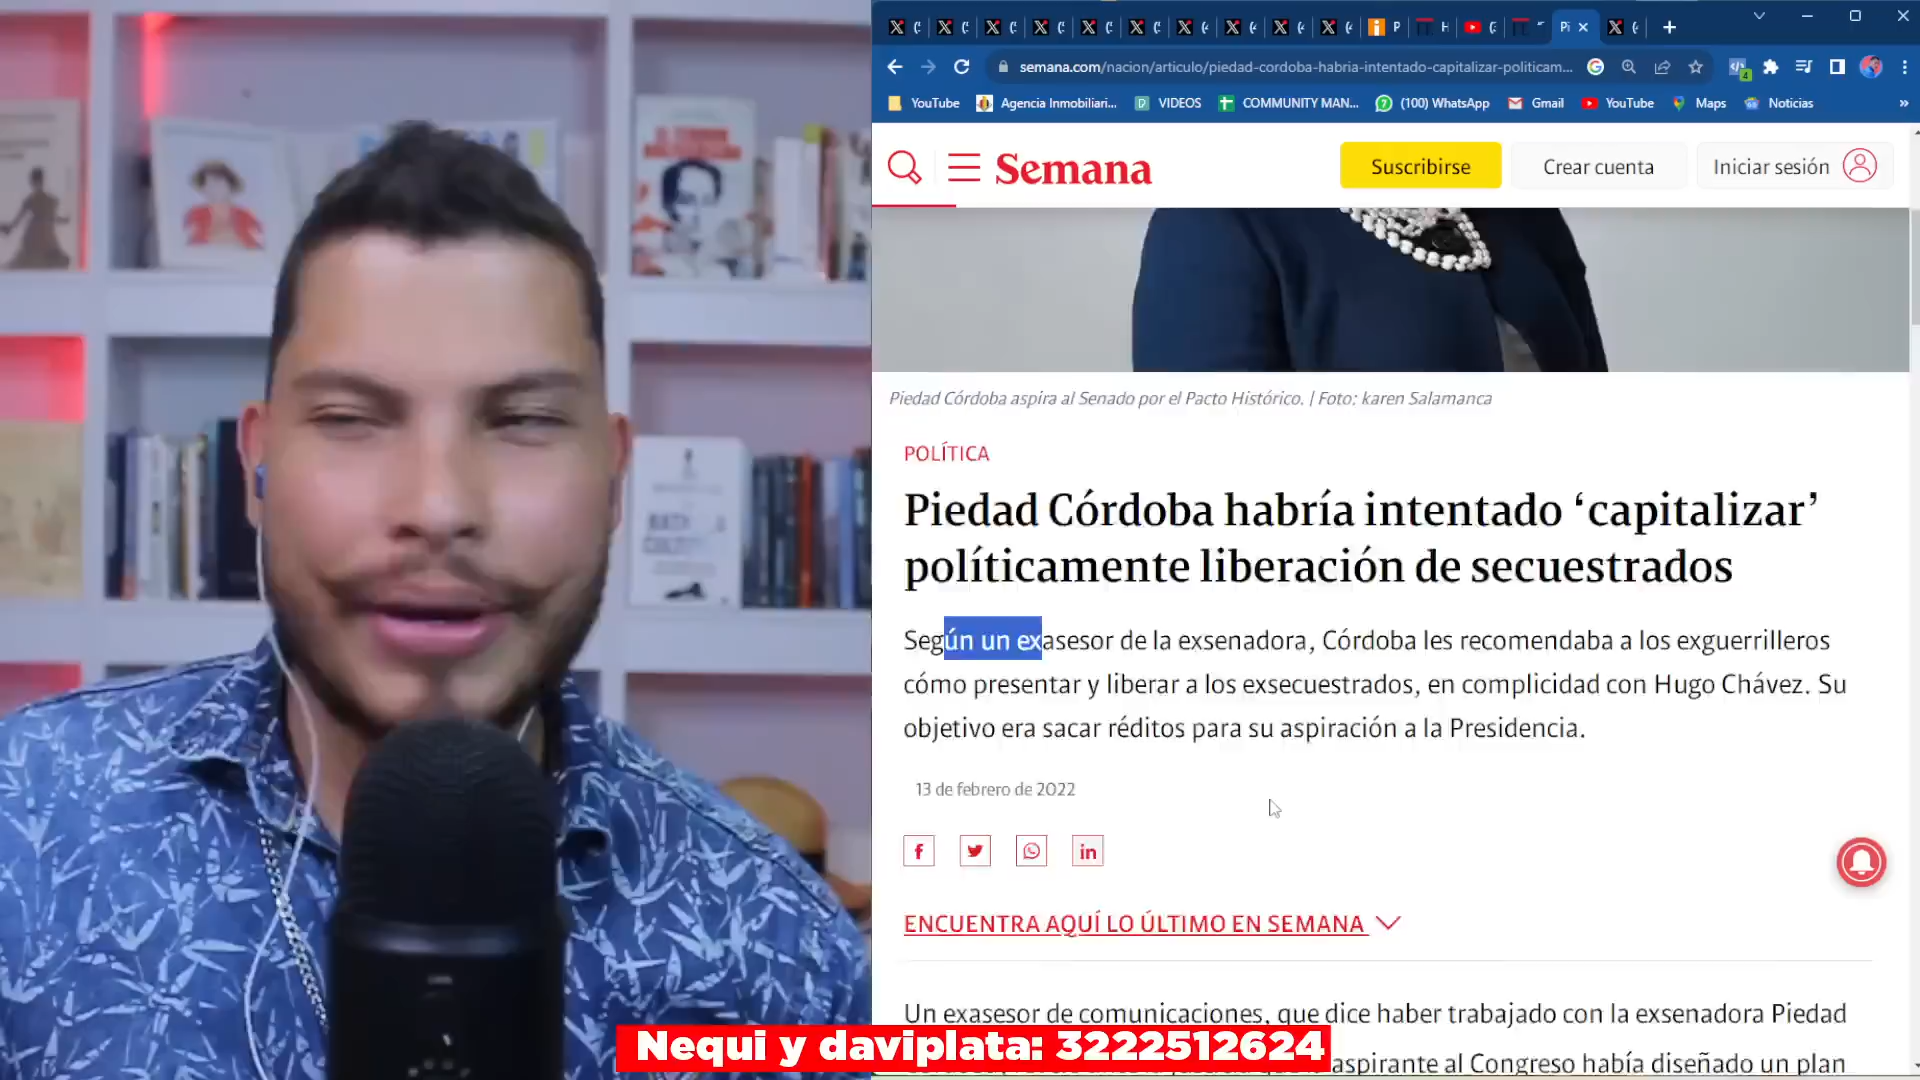 semana.com/nacion/articulo/piedad-cordoba-habria-intentado-capitalizar-politicam...
YouTube
Agencia Inmobiliari...
VIDEOS
COMMUNITY MAN...
(100) WhatsApp
Gmail
YouTube
Maps
Noticias
»
Semana
Suscribirse
Crear cuenta
Iniciar sesión
Piedad Córdoba aspira al Senado por el Pacto Histórico. | Foto: karen Salamanca
POLÍTICA
Piedad Córdoba habría intentado ‘capitalizar’
políticamente liberación de secuestrados
Según un exasesor de la exsenadora, Córdoba les recomendaba a los exguerrilleros
cómo presentar y liberar a los exsecuestrados, en complicidad con Hugo Chávez. Su
objetivo era sacar réditos para su aspiración a la Presidencia.
13 de febrero de 2022
ENCUENTRA AQUÍ LO ÚLTIMO EN SEMANA
Un exasesor de comunicaciones, que dice haber trabajado con la exsenadora Piedad
aspirante al Congreso había diseñado un plan
Nequi y daviplata: 3222512624